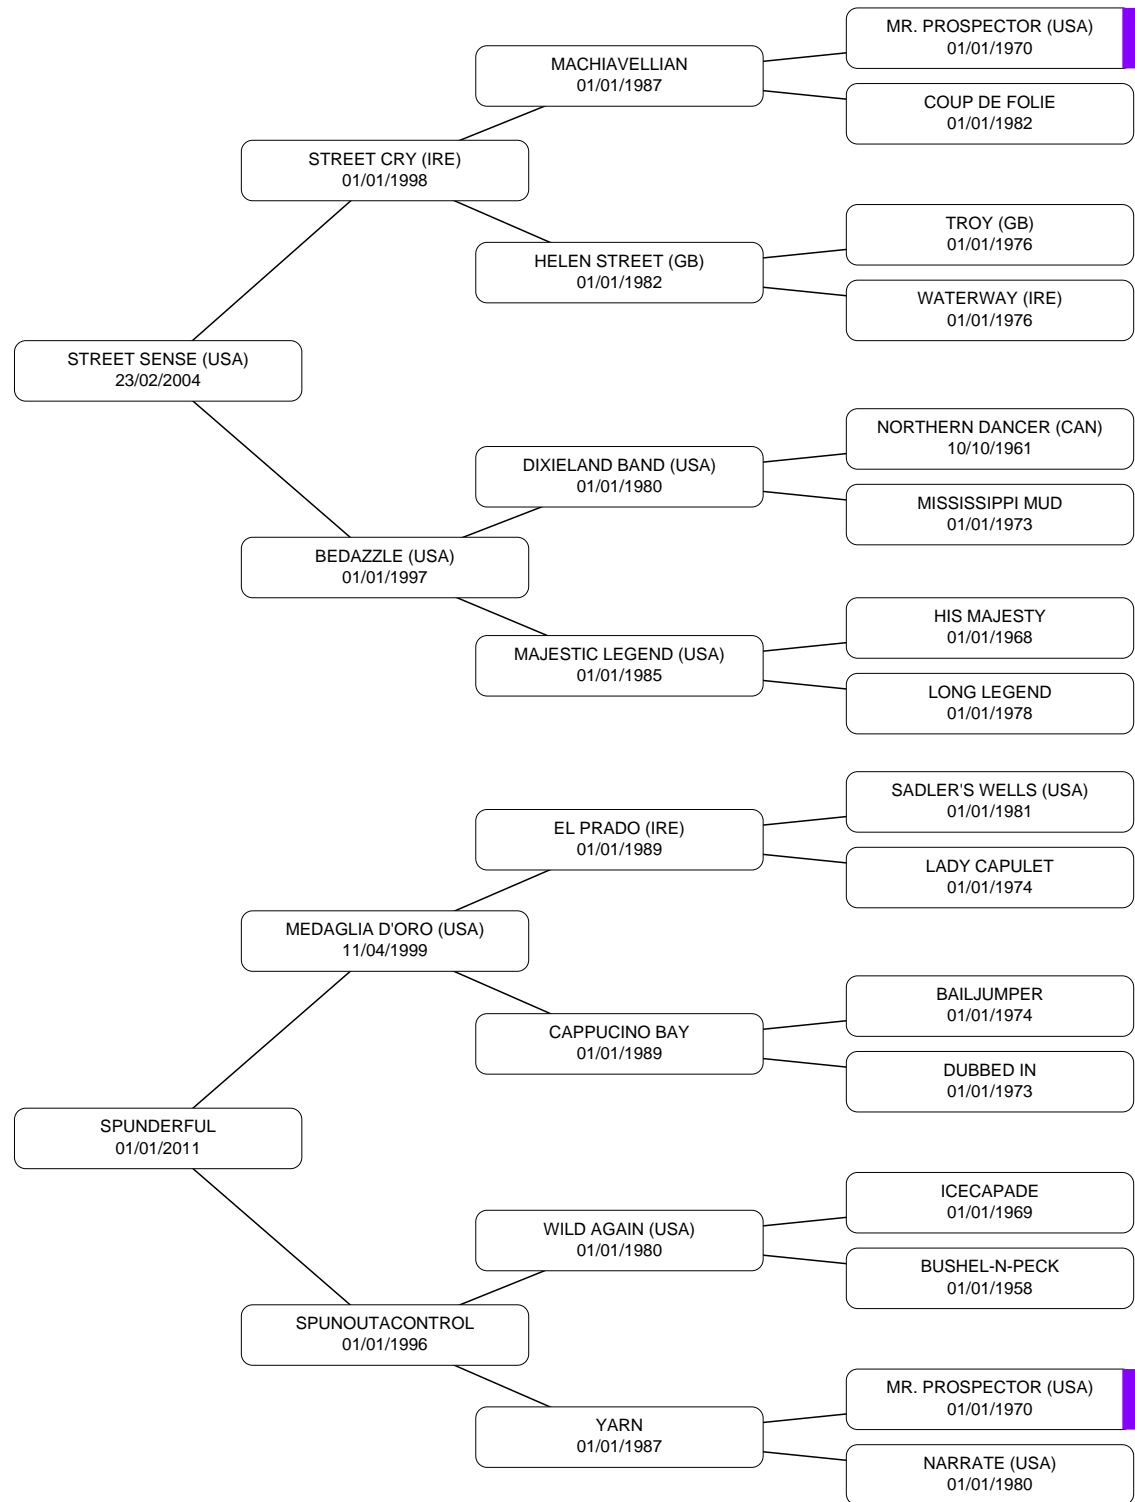 MR. PROSPECTOR (USA)
01/01/1970
MACHIAVELLIAN
01/01/1987
COUP DE FOLIE
01/01/1982
STREET CRY (IRE)
01/01/1998
TROY (GB)
01/01/1976
HELEN STREET (GB)
01/01/1982
WATERWAY (IRE)
01/01/1976
STREET SENSE (USA)
23/02/2004
NORTHERN DANCER (CAN)
10/10/1961
DIXIELAND BAND (USA)
01/01/1980
MISSISSIPPI MUD
01/01/1973
BEDAZZLE (USA)
01/01/1997
HIS MAJESTY
01/01/1968
MAJESTIC LEGEND (USA)
01/01/1985
LONG LEGEND
01/01/1978
SADLER'S WELLS (USA)
01/01/1981
EL PRADO (IRE)
01/01/1989
LADY CAPULET
01/01/1974
MEDAGLIA D'ORO (USA)
11/04/1999
BAILJUMPER
01/01/1974
CAPPUCINO BAY
01/01/1989
DUBBED IN
01/01/1973
SPUNDERFUL
01/01/2011
ICECAPADE
01/01/1969
WILD AGAIN (USA)
01/01/1980
BUSHEL-N-PECK
01/01/1958
SPUNOUTACONTROL
01/01/1996
MR. PROSPECTOR (USA)
01/01/1970
YARN
01/01/1987
NARRATE (USA)
01/01/1980